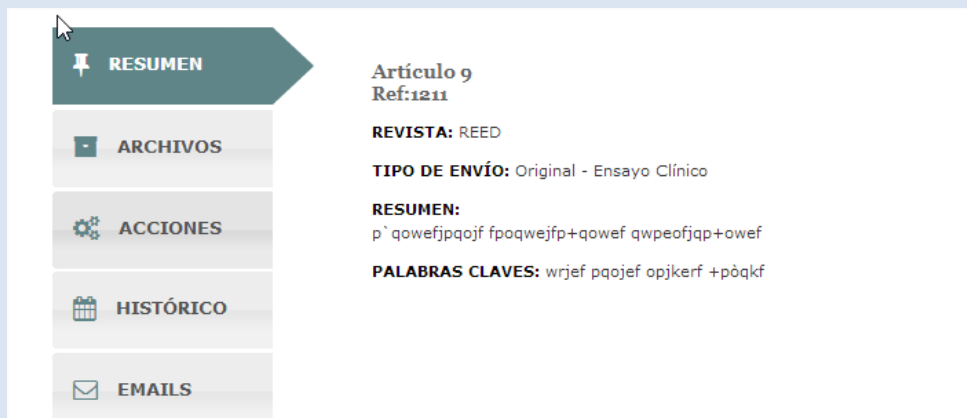 RESUMEN
ARCHIVOS
ACCIONES
HISTÓRICO
EMAILS
Artículo 9
Ref:1211
REVISTA: REED
TIPO DE ENVÍO: Original - Ensayo Clínico
RESUMEN:
p`qowefjpqojf fpoqwejfp+qowef qwpeofjqp+owef
PALABRAS CLAVES: wrjef pqojef opjkerf +pòqkf